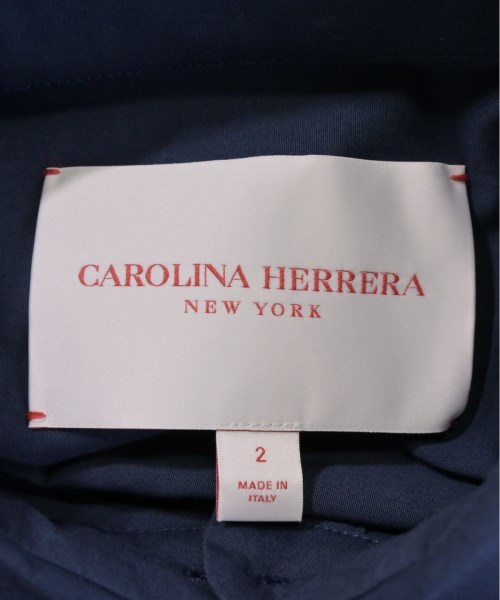 CAROLINA HERRERA
NEW YORK
2
MADE IN
ITALY